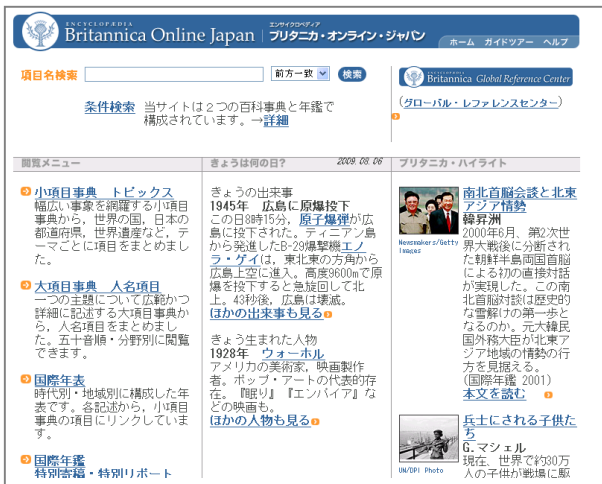 ENCYCLOPÆDIA
Britannica Online Japan
エンサイクロペディア
ブリタニカ・オンライン・ジャパン
ホーム ガイドツアー ヘルプ
項目名検索 前方一致 検索
条件検索 当サイトは２つの百科事典と年鑑で
構成されています。→詳細
Britannica Global Reference Center
(グローバル・レファレンスセンター)
閲覧メニュー
小項目事典 トピックス
幅広い事象を網羅する小項目
事典から，世界の国，日本の
都道府県，世界遺産など，テ
ーマごとに項目をまとめまし
た。
大項目事典 人名項目
一つの主題について広範かつ
詳細に記述する大項目事典か
ら，人名項目をまとめまし
た。五十音順・分野別に閲覧
できます。
国際年表
時代別・地域別に構成した年
表です。各記述から，小項目
事典の項目にリンクしていま
す。
国際年鑑
特別寄稿・特別リポート
きょうは何の日? 2009.08.06
きょうの出来事
1945年 広島に原爆投下
この日8時15分，原子爆弾が広
島に投下された。ティニアン島
から発進したB-29爆撃機エノ
ラ・ゲイは，東北東の方角から
広島上空に進入。高度9600mで原
爆を投下すると急旋回して北
上。43秒後，広島は壊滅。
ほかの出来事も見る
きょう生まれた人物
1928年 ウォーホル
アメリカの美術家，映画製作
者。ポップ・アートの代表的存
在。『眠り』『エンパイア』な
どの映画も。
ほかの人物も見る
ブリタニカ・ハイライト
Newsmakers/Getty
Images
南北首脳会談と北東
アジア情勢
韓昇洲
2000年6月、第2次世
界大戦後に分断され
た朝鮮半島両国首脳
による初の直接対話
が実現した。この南
北首脳対談は歴史的
な雪解けの第一歩と
なるのか。元大韓民
国外務大臣が北東ア
ジア地域の情勢の行
方を見据える。
(国際年鑑 2001)
本文を読む
UN/DPI Photo
兵士にされる子供た
ち
G.マシェル
現在、世界で約30万
人の子供が戦場に駆